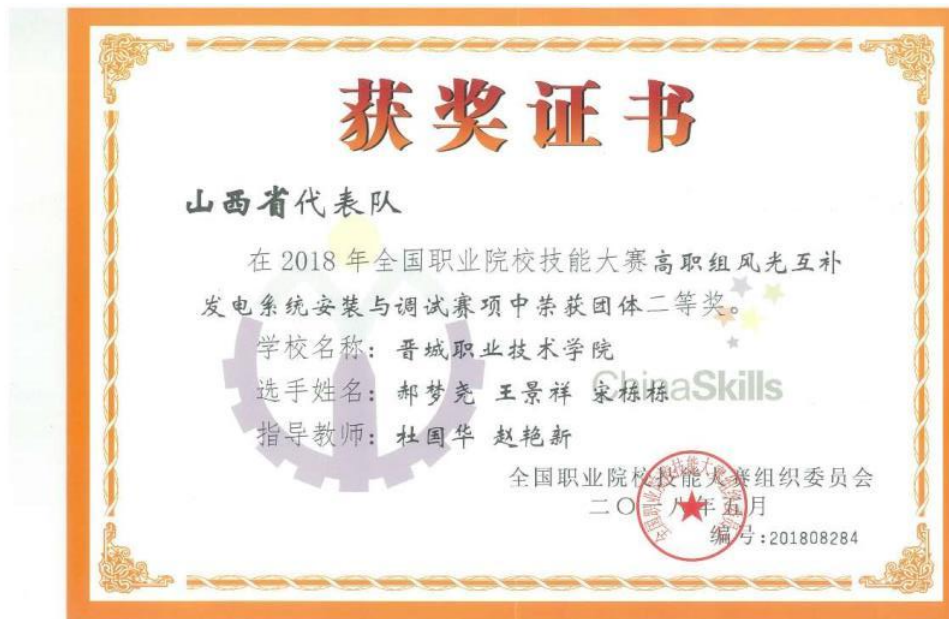 获奖证书
山西省代表队
在 2018 年全国职业院校技能大赛高职组风光互补
发电系统安装与调试赛项中荣获团体二等奖。
学校名称：晋城职业技术学院
选手姓名：郝梦尧 王景祥 宋栋栋
ChinaSkills
指导教师：杜国华 赵艳新
全国职业院校技能大赛组织委员会
二〇一八年五月
编号:201808284